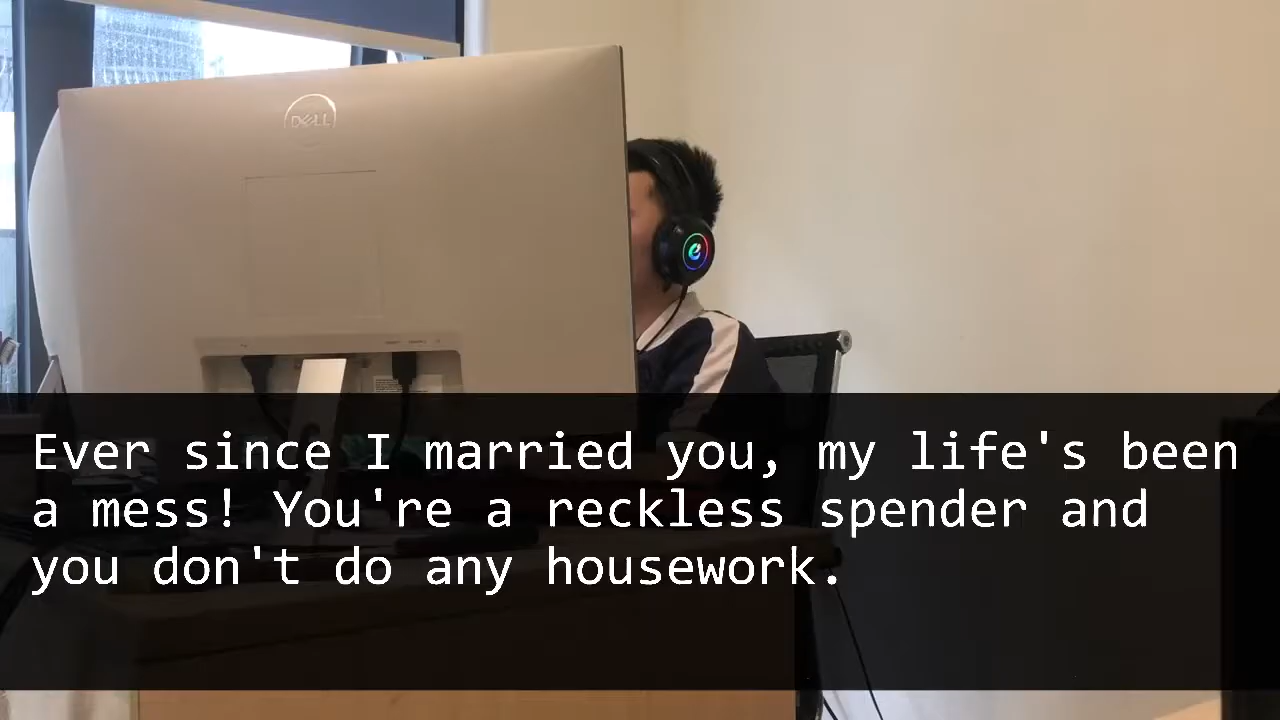 DELL
Ever since I married you, my life's been
a mess! You're a reckless spender and
you don't do any housework.